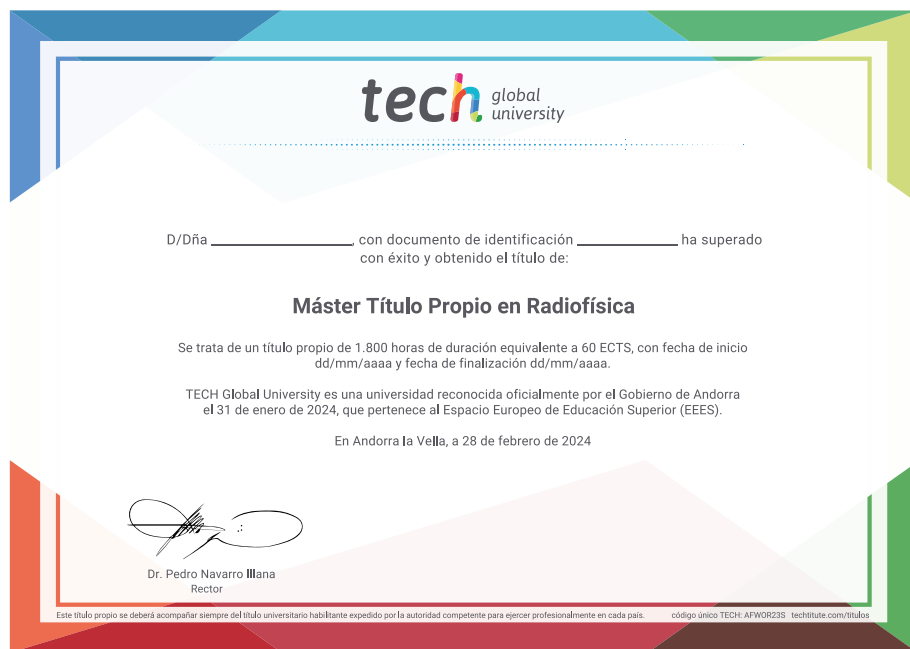 tech global
university
D/Dña ________________, con documento de identificación ____________ ha superado
con éxito y obtenido el título de:
Máster Título Propio en Radiofísica
Se trata de un título propio de 1.800 horas de duración equivalente a 60 ECTS, con fecha de inicio
dd/mm/aaaa y fecha de finalización dd/mm/aaaa.
TECH Global University es una universidad reconocida oficialmente por el Gobierno de Andorra
el 31 de enero de 2024, que pertenece al Espacio Europeo de Educación Superior (EEES).
En Andorra la Vella, a 28 de febrero de 2024
Dr. Pedro Navarro Illana
Rector
Este título propio se deberá acompañar siempre del título universitario habilitante expedido por la autoridad competente para ejercer profesionalmente en cada país. código único TECH: AFWOR23S techtitute.com/titulos